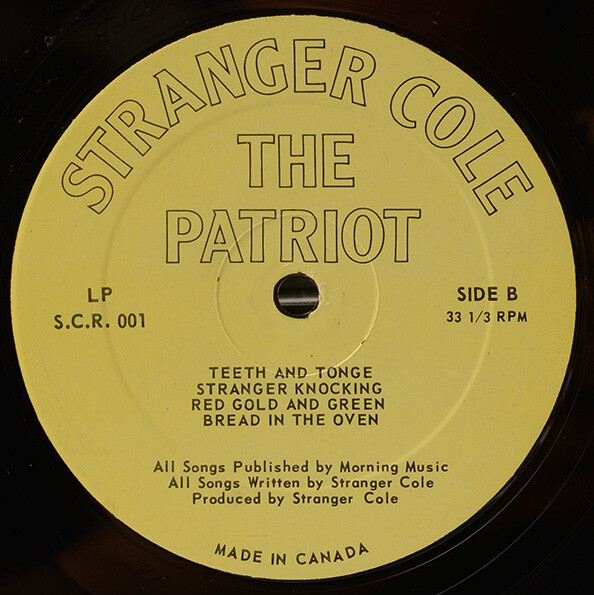 STRANGER COLE
THE
PATRIOT
LP
S.C.R. 001
SIDE B
33 1/3 RPM
TEETH AND TONGE
STRANGER KNOCKING
RED GOLD AND GREEN
BREAD IN THE OVEN
All Songs Published by Morning Music
All Songs Written by Stranger Cole
Produced by Stranger Cole
MADE IN CANADA